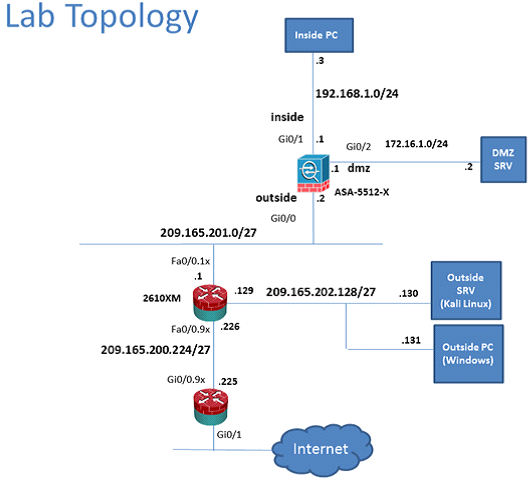 Lab Topology
Inside PC
.3
192.168.1.0/24
inside
Gi0/1
.1
Gi0/2
172.16.1.0/24
.1
dmz
.2
DMZ
SRV
ASA-5512-X
outside
.2
Gi0/0
209.165.201.0/27
Fa0/0.1x
.1
2610XM
.129
209.165.202.128/27
.130
Outside
SRV
(Kali Linux)
Fa0/0.9x
.226
.131
Outside PC
(Windows)
209.165.200.224/27
Gi0/0.9x
.225
Gi0/1
Internet